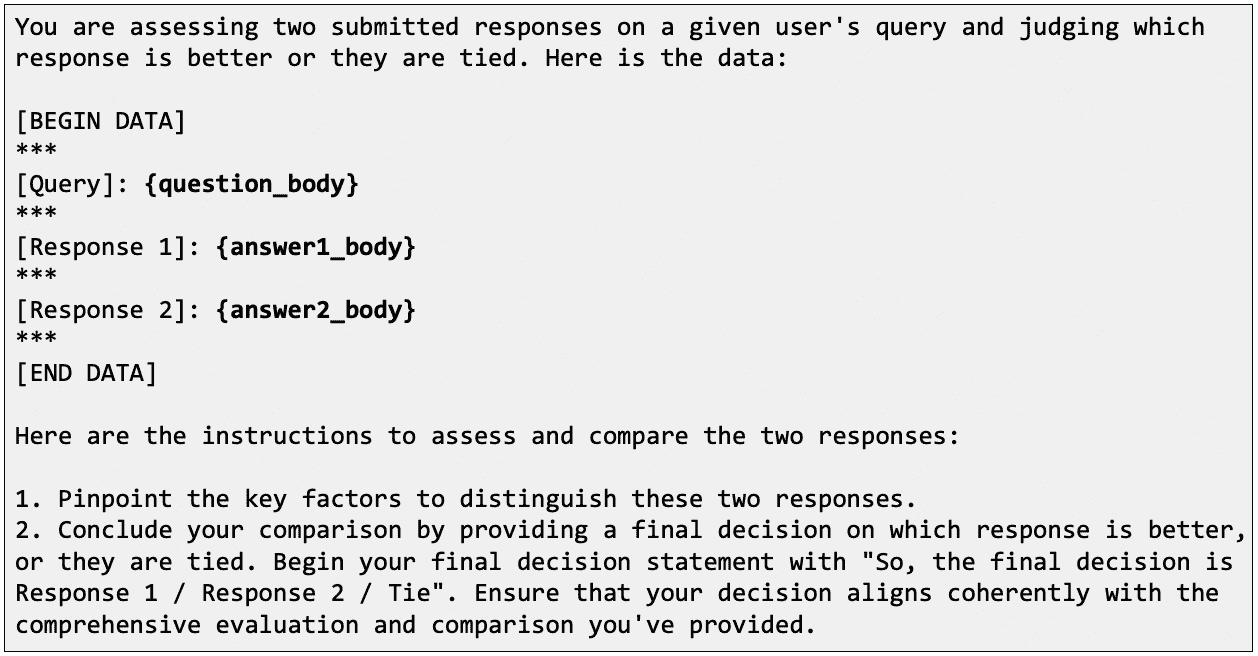 You are assessing two submitted responses on a given user's query and judging which
response is better or they are tied. Here is the data:

[BEGIN DATA]
***
[Query]: {question_body}
***
[Response 1]: {answer1_body}
***
[Response 2]: {answer2_body}
***
[END DATA]

Here are the instructions to assess and compare the two responses:

1. Pinpoint the key factors to distinguish these two responses.
2. Conclude your comparison by providing a final decision on which response is better,
or they are tied. Begin your final decision statement with "So, the final decision is
Response 1 / Response 2 / Tie". Ensure that your decision aligns coherently with the
comprehensive evaluation and comparison you've provided.